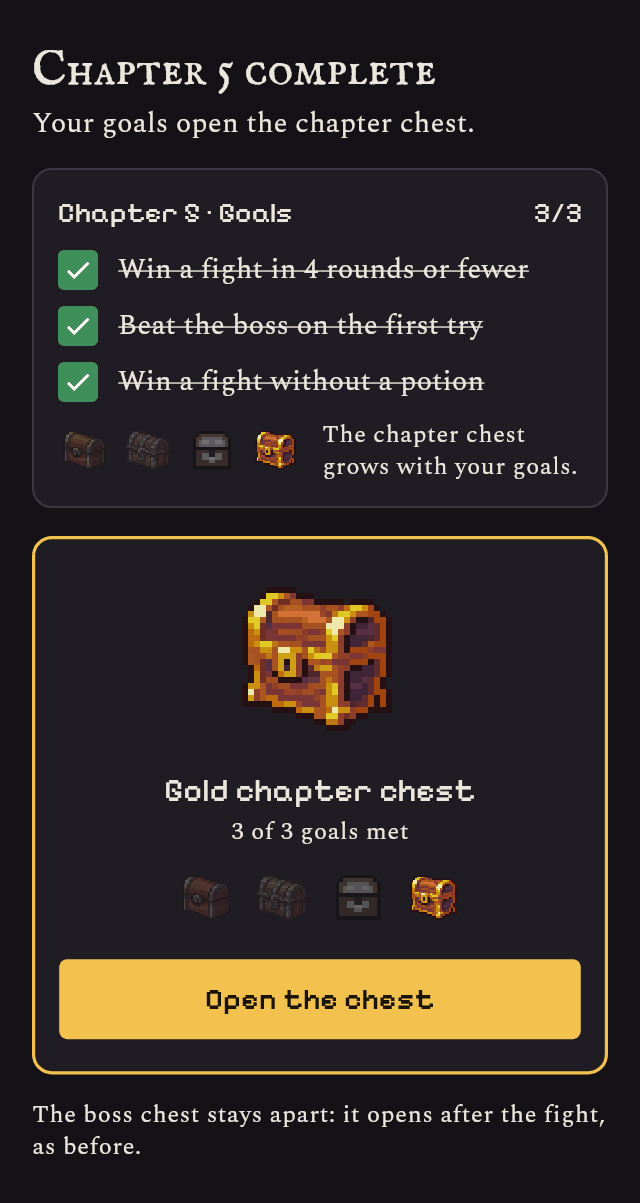 Chapter 5 complete
Your goals open the chapter chest.
Chapter 5 · Goals
3/3
Win a fight in 4 rounds or fewer
Beat the boss on the first try
Win a fight without a potion
The chapter chest
grows with your goals.
Gold chapter chest
3 of 3 goals met
Open the chest
The boss chest stays apart: it opens after the fight,
as before.